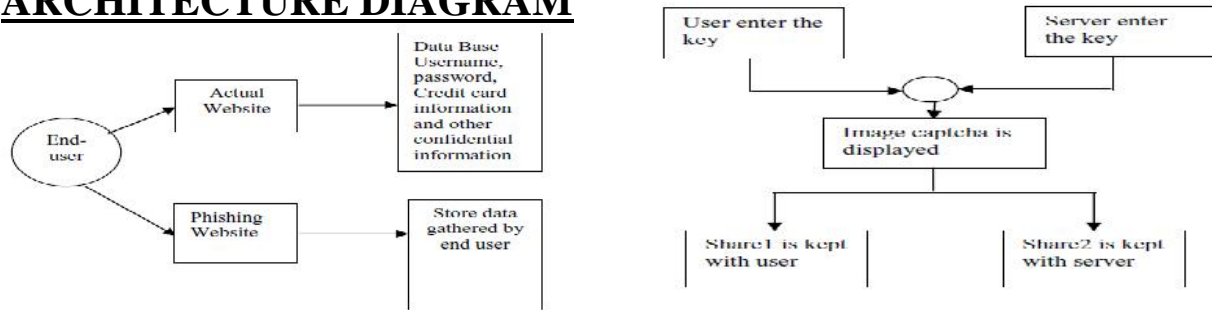 ARCHITECTURE DIAGRAM
End-
user
Actual
Website
Data Base
Username,
password,
Credit card
information
and other
confidential
information
Phishing
Website
Store data
gathered by
end user
User enter the
key
Server enter
the key
Image captcha is
displayed
Share1 is kept
with user
Share2 is kept
with server